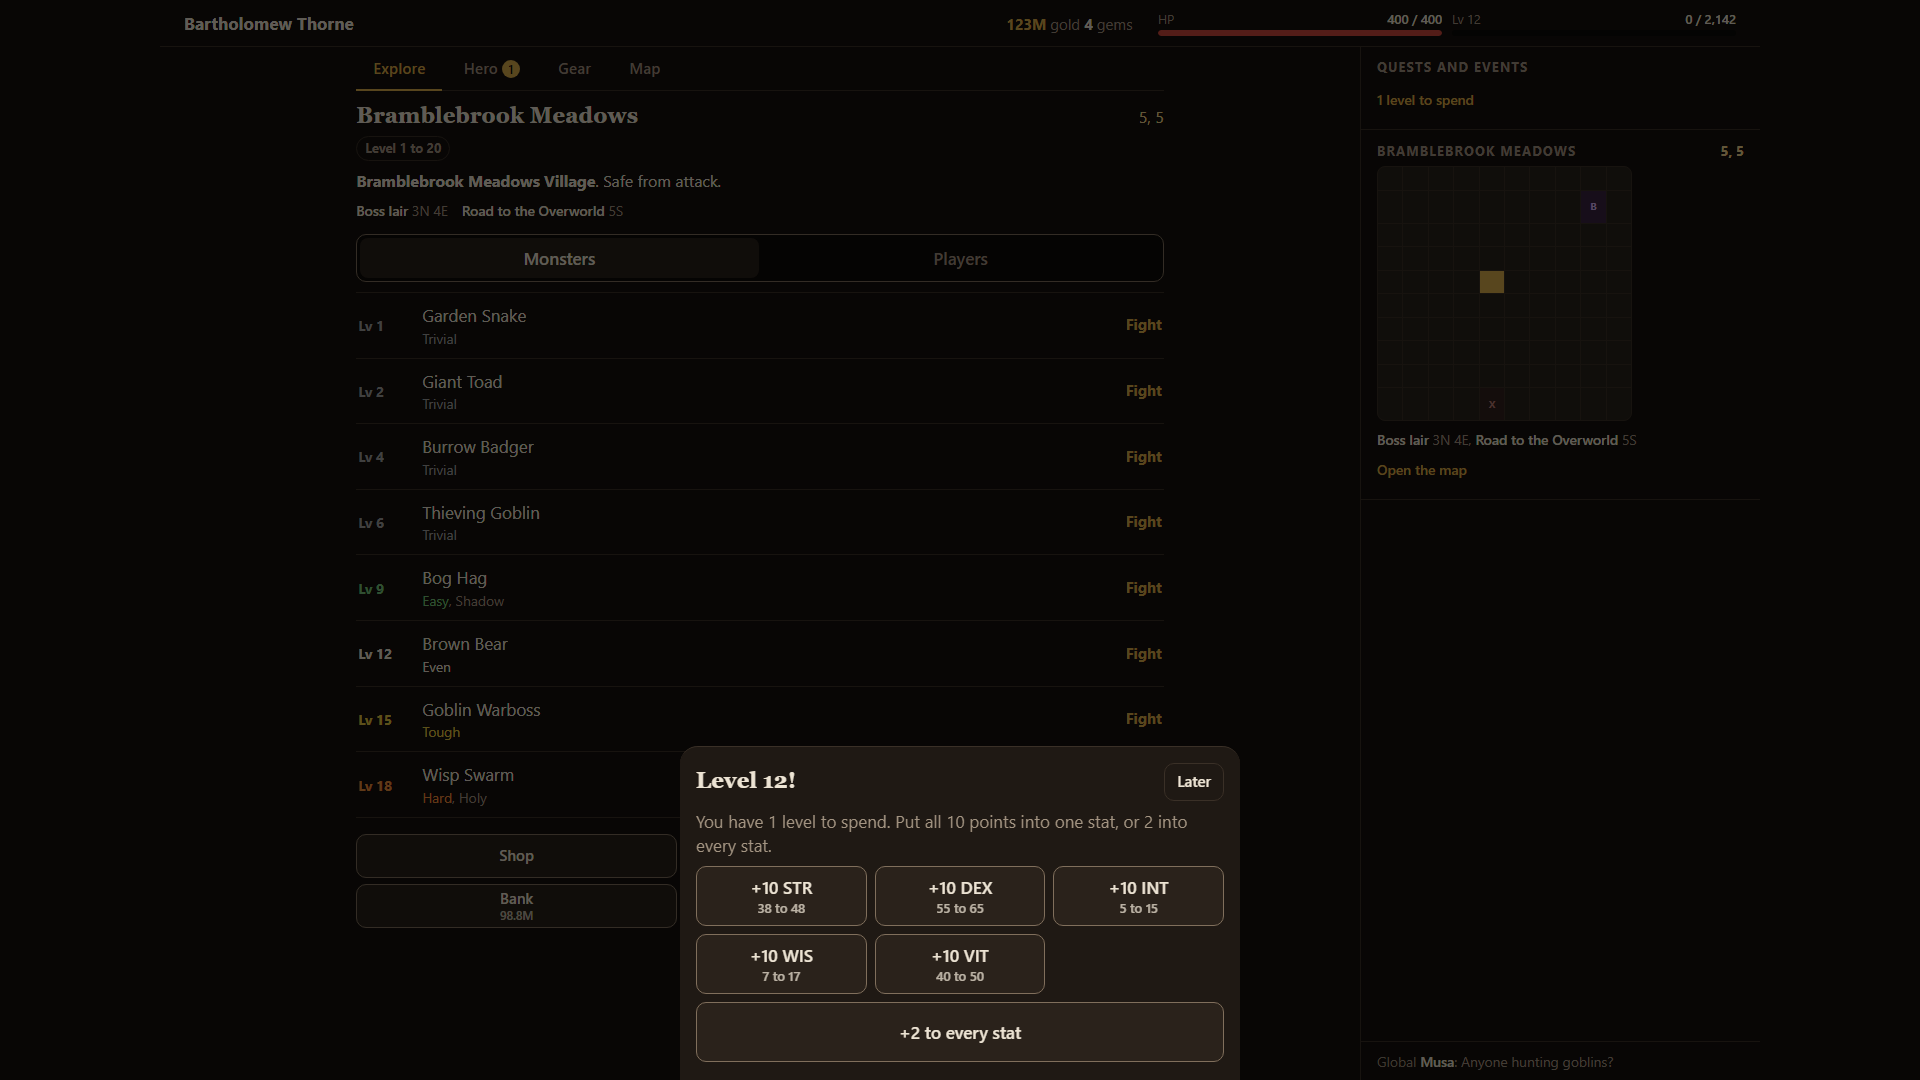 Bartholomew Thorne
123M gold 4 gems
HP 400 / 400
Lv 12 0 / 2,142
Explore Hero 1 Gear Map
Bramblebrook Meadows 5, 5
Level 1 to 20
Bramblebrook Meadows Village. Safe from attack.
Boss lair 3N 4E Road to the Overworld 5S
Monsters Players
Lv 1 Garden Snake Fight
Trivial
Lv 2 Giant Toad Fight
Trivial
Lv 4 Burrow Badger Fight
Trivial
Lv 6 Thieving Goblin Fight
Trivial
Lv 9 Bog Hag Fight
Easy, Shadow
Lv 12 Brown Bear Fight
Even
Lv 15 Goblin Warboss Fight
Tough
Lv 18 Wisp Swarm
Hard, Holy
Shop
Bank
98.8M
Level 12!
Later
You have 1 level to spend. Put all 10 points into one stat, or 2 into
every stat.
+10 STR
38 to 48
+10 DEX
55 to 65
+10 INT
5 to 15
+10 WIS
7 to 17
+10 VIT
40 to 50
+2 to every stat
QUESTS AND EVENTS
1 level to spend
BRAMBLEBROOK MEADOWS 5, 5
B
X
Boss lair 3N 4E, Road to the Overworld 5S
Open the map
Global Musa: Anyone hunting goblins?